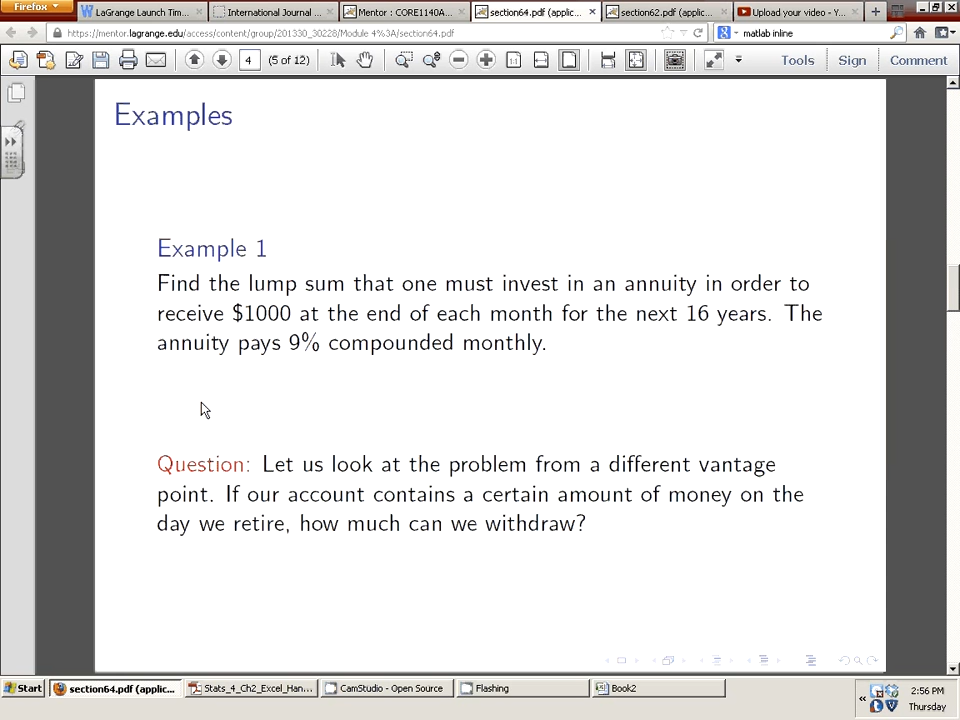 Firefox
LaGrange Launch Tim...
International Journal ...
Mentor : CORE1140A...
section64.pdf (applic...
section62.pdf (applic...
Upload your video - Y...
https://mentor.lagrange.edu/access/content/group/201330_30228/Module 4%3A/section64.pdf
matlab inline
4
(5 of 12)
Tools
Sign
Comment
Examples
Example 1
Find the lump sum that one must invest in an annuity in order to
receive $1000 at the end of each month for the next 16 years. The
annuity pays 9% compounded monthly.
Question: Let us look at the problem from a different vantage
point. If our account contains a certain amount of money on the
day we retire, how much can we withdraw?
Start
section64.pdf (applic...
Stats_4_Ch2_Excel_Han...
CamStudio - Open Source
Flashing
Book2
2:56 PM
Thursday